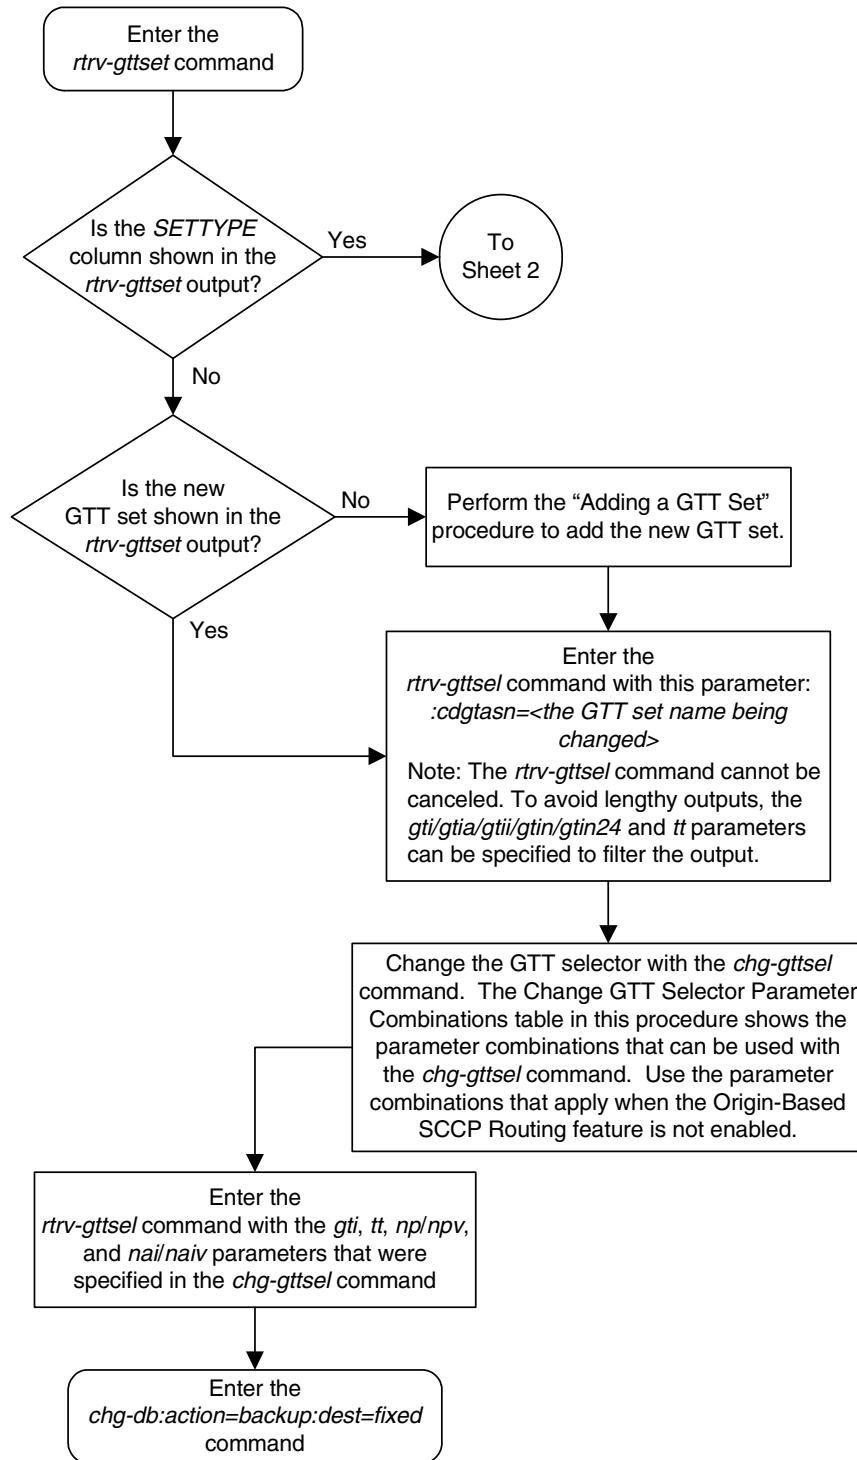 Enter the
rtrv-gttset command
Is the SETTYPE
column shown in the
rtrv-gttset output?
Yes
To
Sheet 2
No
Is the new
GTT set shown in the
rtrv-gttset output?
No
Perform the “Adding a GTT Set”
procedure to add the new GTT set.
Yes
Enter the
rtrv-gttsel command with this parameter:
:cdgtasn=<the GTT set name being
changed>
Note: The rtrv-gttsel command cannot be
canceled. To avoid lengthy outputs, the
gti/gtia/gtii/gtin/gtin24 and tt parameters
can be specified to filter the output.
Change the GTT selector with the chg-gttsel
command. The Change GTT Selector Parameter
Combinations table in this procedure shows the
parameter combinations that can be used with
the chg-gttsel command. Use the parameter
combinations that apply when the Origin-Based
SCCP Routing feature is not enabled.
Enter the
rtrv-gttsel command with the gti, tt, np/npv,
and nai/naiv parameters that were
specified in the chg-gttsel command
Enter the
chg-db:action=backup:dest=fixed
command